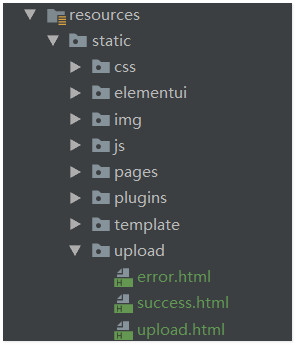 resources
static
css
elementui
img
js
pages
plugins
template
upload
error.html
success.html
upload.html